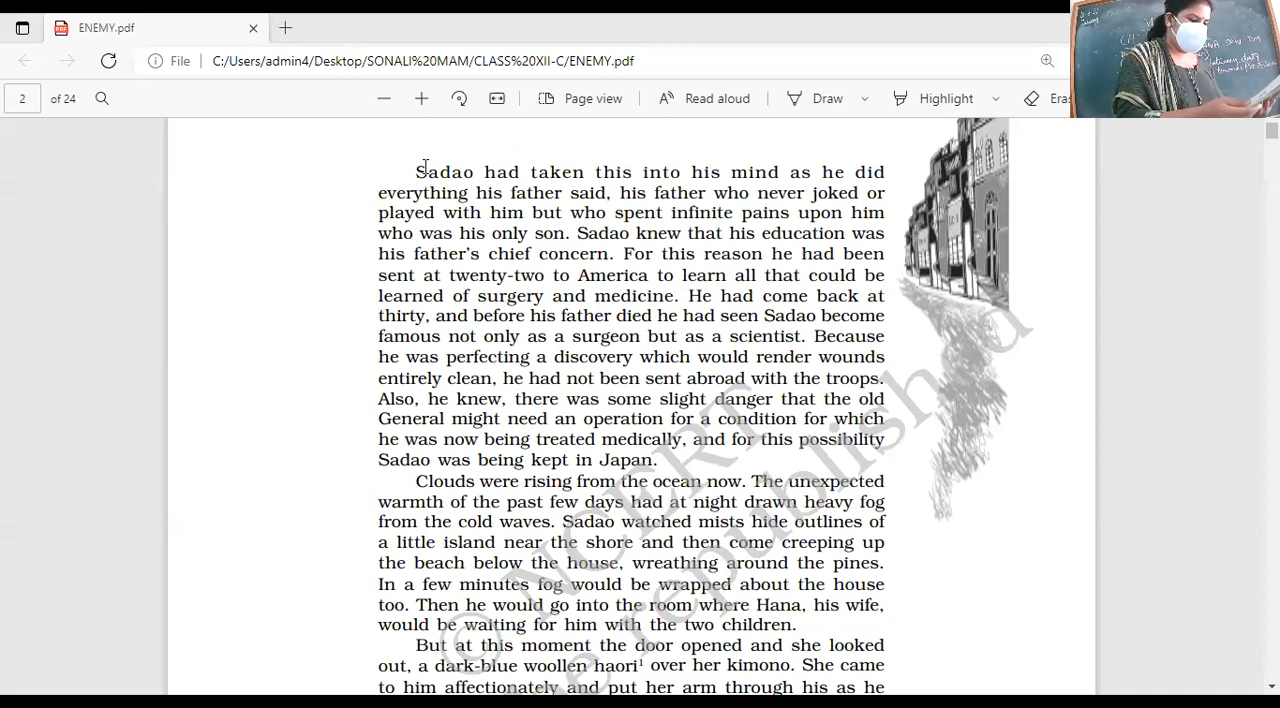 ENEMY.pdf
File C:/Users/admin4/Desktop/SONALI%20MAM/CLASS%20XII-C/ENEMY.pdf
2 of 24 Page view Read aloud Draw Highlight Eras
Sadao had taken this into his mind as he did
everything his father said, his father who never joked or
played with him but who spent infinite pains upon him
who was his only son. Sadao knew that his education was
his father's chief concern. For this reason he had been
sent at twenty-two to America to learn all that could be
learned of surgery and medicine. He had come back at
thirty, and before his father died he had seen Sadao become
famous not only as a surgeon but as a scientist. Because
he was perfecting a discovery which would render wounds
entirely clean, he had not been sent abroad with the troops.
Also, he knew, there was some slight danger that the old
General might need an operation for a condition for which
he was now being treated medically, and for this possibility
Sadao was being kept in Japan.
Clouds were rising from the ocean now. The unexpected
warmth of the past few days had at night drawn heavy fog
from the cold waves. Sadao watched mists hide outlines of
a little island near the shore and then come creeping up
the beach below the house, wreathing around the pines.
In a few minutes fog would be wrapped about the house
too. Then he would go into the room where Hana, his wife,
would be waiting for him with the two children.
But at this moment the door opened and she looked
out, a dark-blue woollen haori¹ over her kimono. She came
to him affectionately and put her arm through his as he
© NCERT
republished